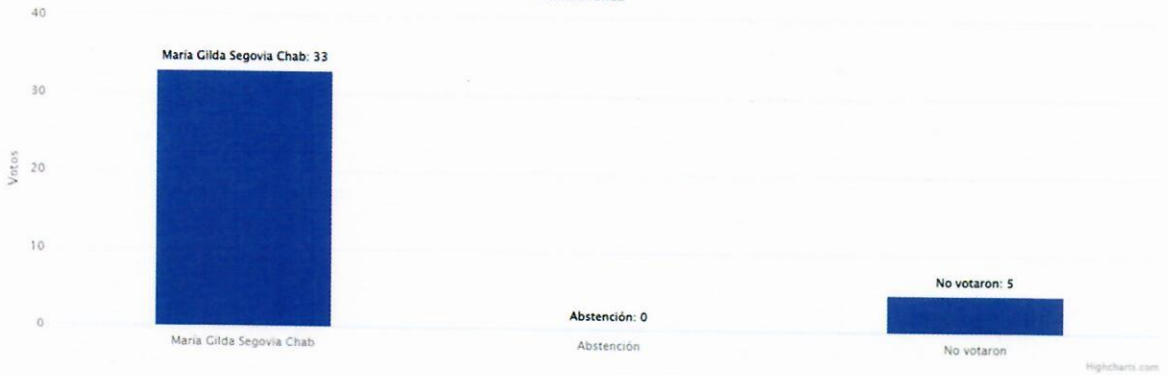 40
María Gilda Segovia Chab: 33
30
Votos
20
10
No votaron: 5
Abstención: 0
0
María Gilda Segovia Chab
Abstención
No votaron
Highcharts.com